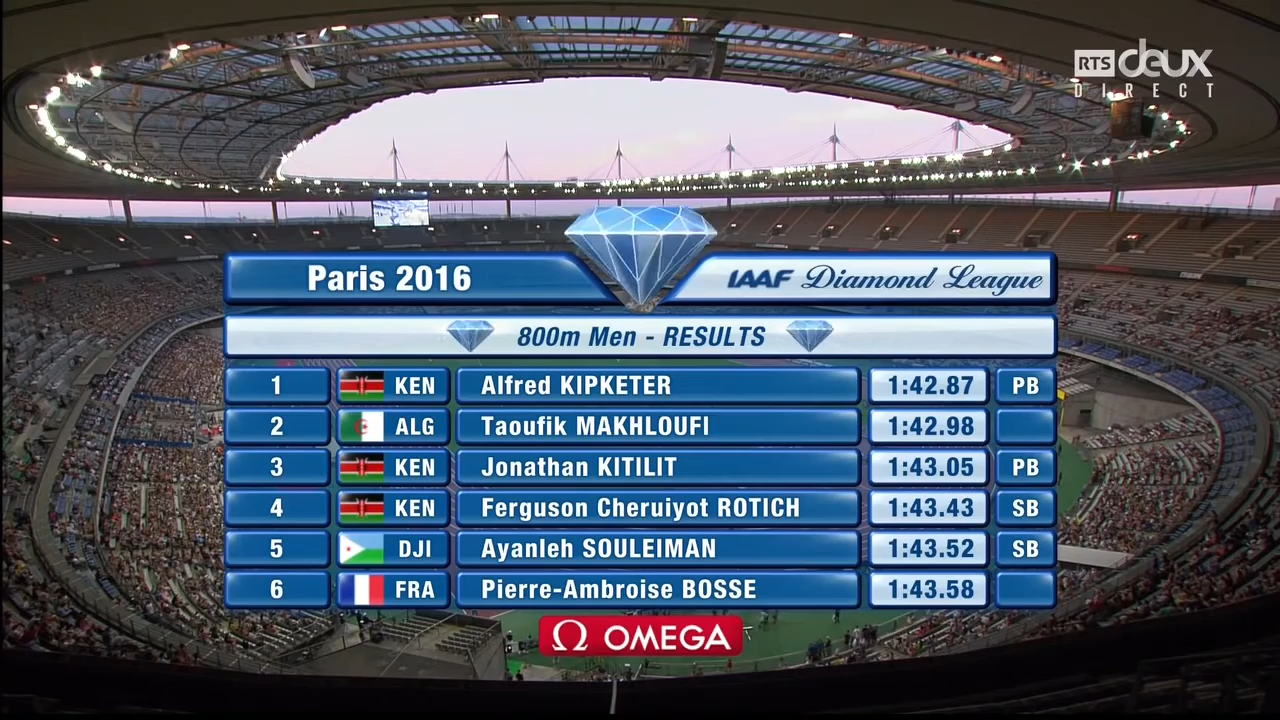 RTS deux
DIRECT
Paris 2016 IAAF Diamond League
800m Men - RESULTS
1 KEN Alfred KIPKETER 1:42.87 PB
2 ALG Taoufik MAKHLOUFI 1:42.98
3 KEN Jonathan KITILIT 1:43.05 PB
4 KEN Ferguson Cheruiyot ROTICH 1:43.43 SB
5 DJI Ayanleh SOULEIMAN 1:43.52 SB
6 FRA Pierre-Ambroise BOSSE 1:43.58
Ω OMEGA